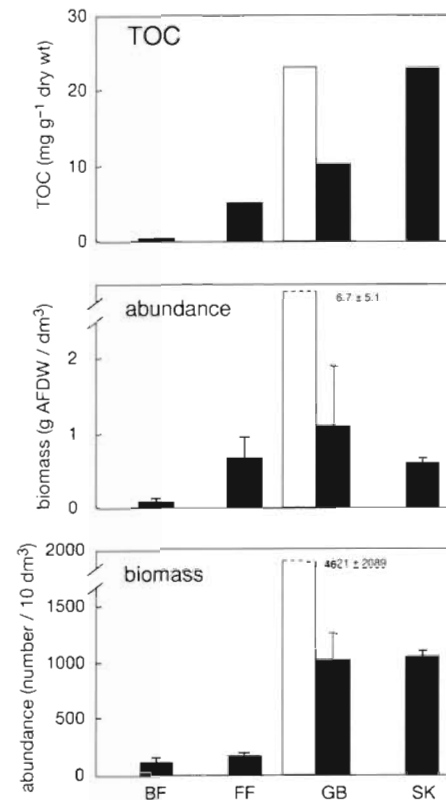 30
TOC
20
10
0
TOC (mg g⁻¹ dry wt)
abundance
6.7 ± 5.1
2
1
0
biomass (g AFDW / dm³)
2000
biomass
4621 ± 2089
1500
1000
500
0
abundance (number / 10 dm³)
BF FF GB SK